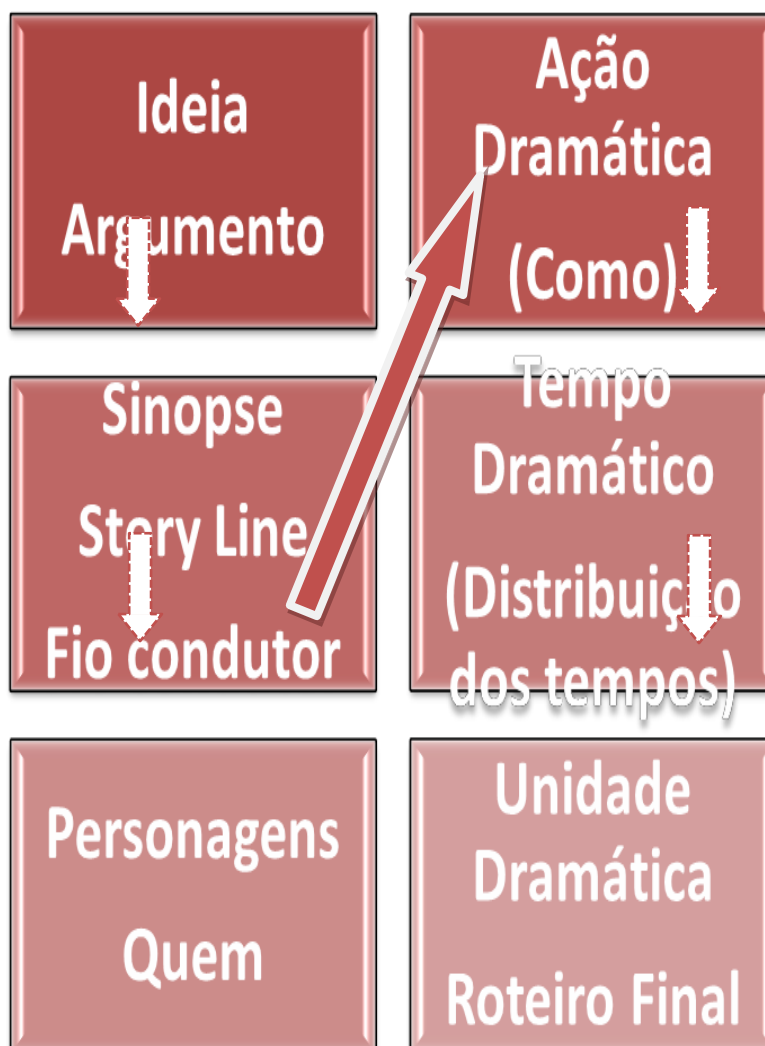 Ideia
Argumento
Sinopse
Story Line
Fio condutor
Personagens
Quem
Ação
Dramática
(Como)
Tempo
Dramático
(Distribuição
dos tempos)
Unidade
Dramática
Roteiro Final